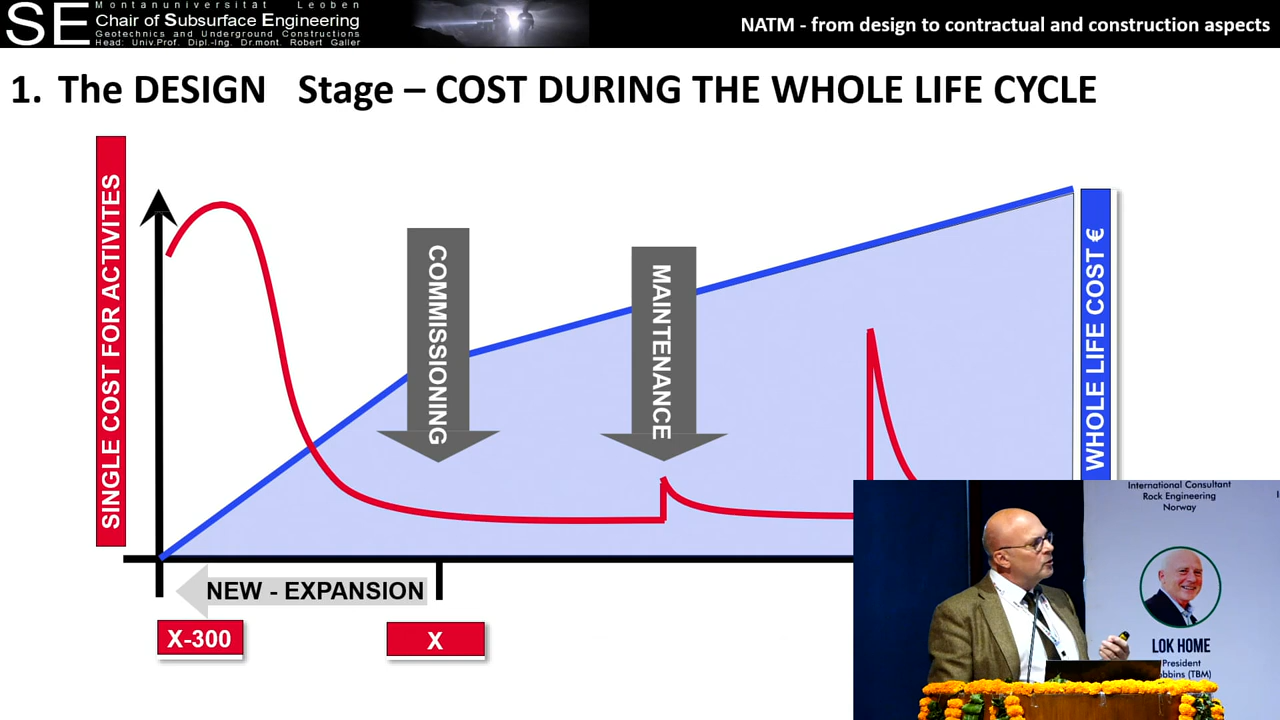 SE
Montanuniversität Leoben
Chair of Subsurface Engineering
Geotechnics and Underground Constructions
Head: Univ.Prof. Dipl.-Ing. Dr.mont. Robert Galler
NATM - from design to contractual and construction aspects
1. The DESIGN Stage – COST DURING THE WHOLE LIFE CYCLE
SINGLE COST FOR ACTIVITES
COMMISSIONING
MAINTENANCE
WHOLE LIFE COST €
NEW - EXPANSION
X-300
X
International Consultant
Rock Engineering
Norway
LOK HOME
President
bbins (TBM)